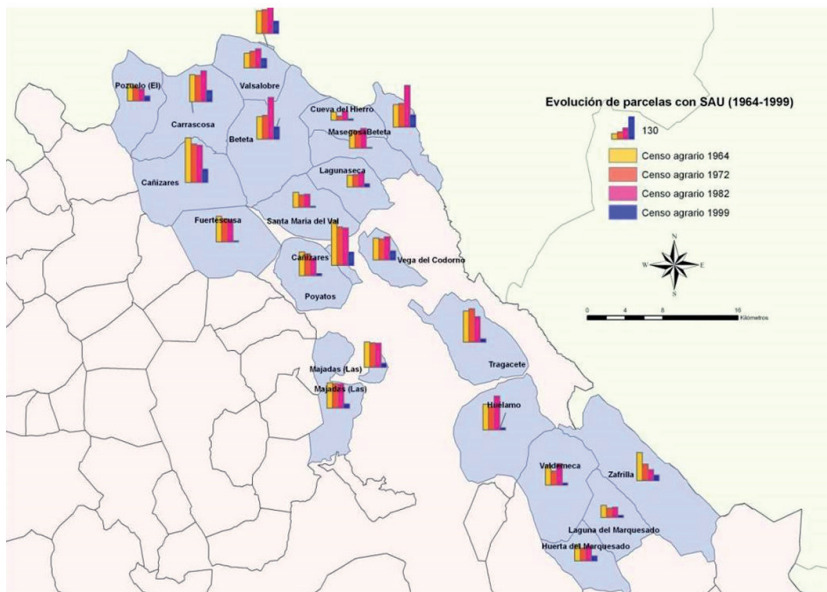 Pozuelo (El)
Valsalobre
Carrascosa
Cueva del Hierro
Beteta
Masegosa
Beteta
Cañizares
Lagunaseca
Fuertescusa
Santa María del Val
Cañizares
Vega del Codorno
Poyatos
Tragacete
Majadas (Las)
Majadas (Las)
Huélamo
Valdemeca
Zafrilla
Laguna del Marquesado
Huerta del Marquesado
Evolución de parcelas con SAU (1964-1999)
130
Censo agrario 1964
Censo agrario 1972
Censo agrario 1982
Censo agrario 1999
N
W
E
S
0 4 8 16
Kilómetros